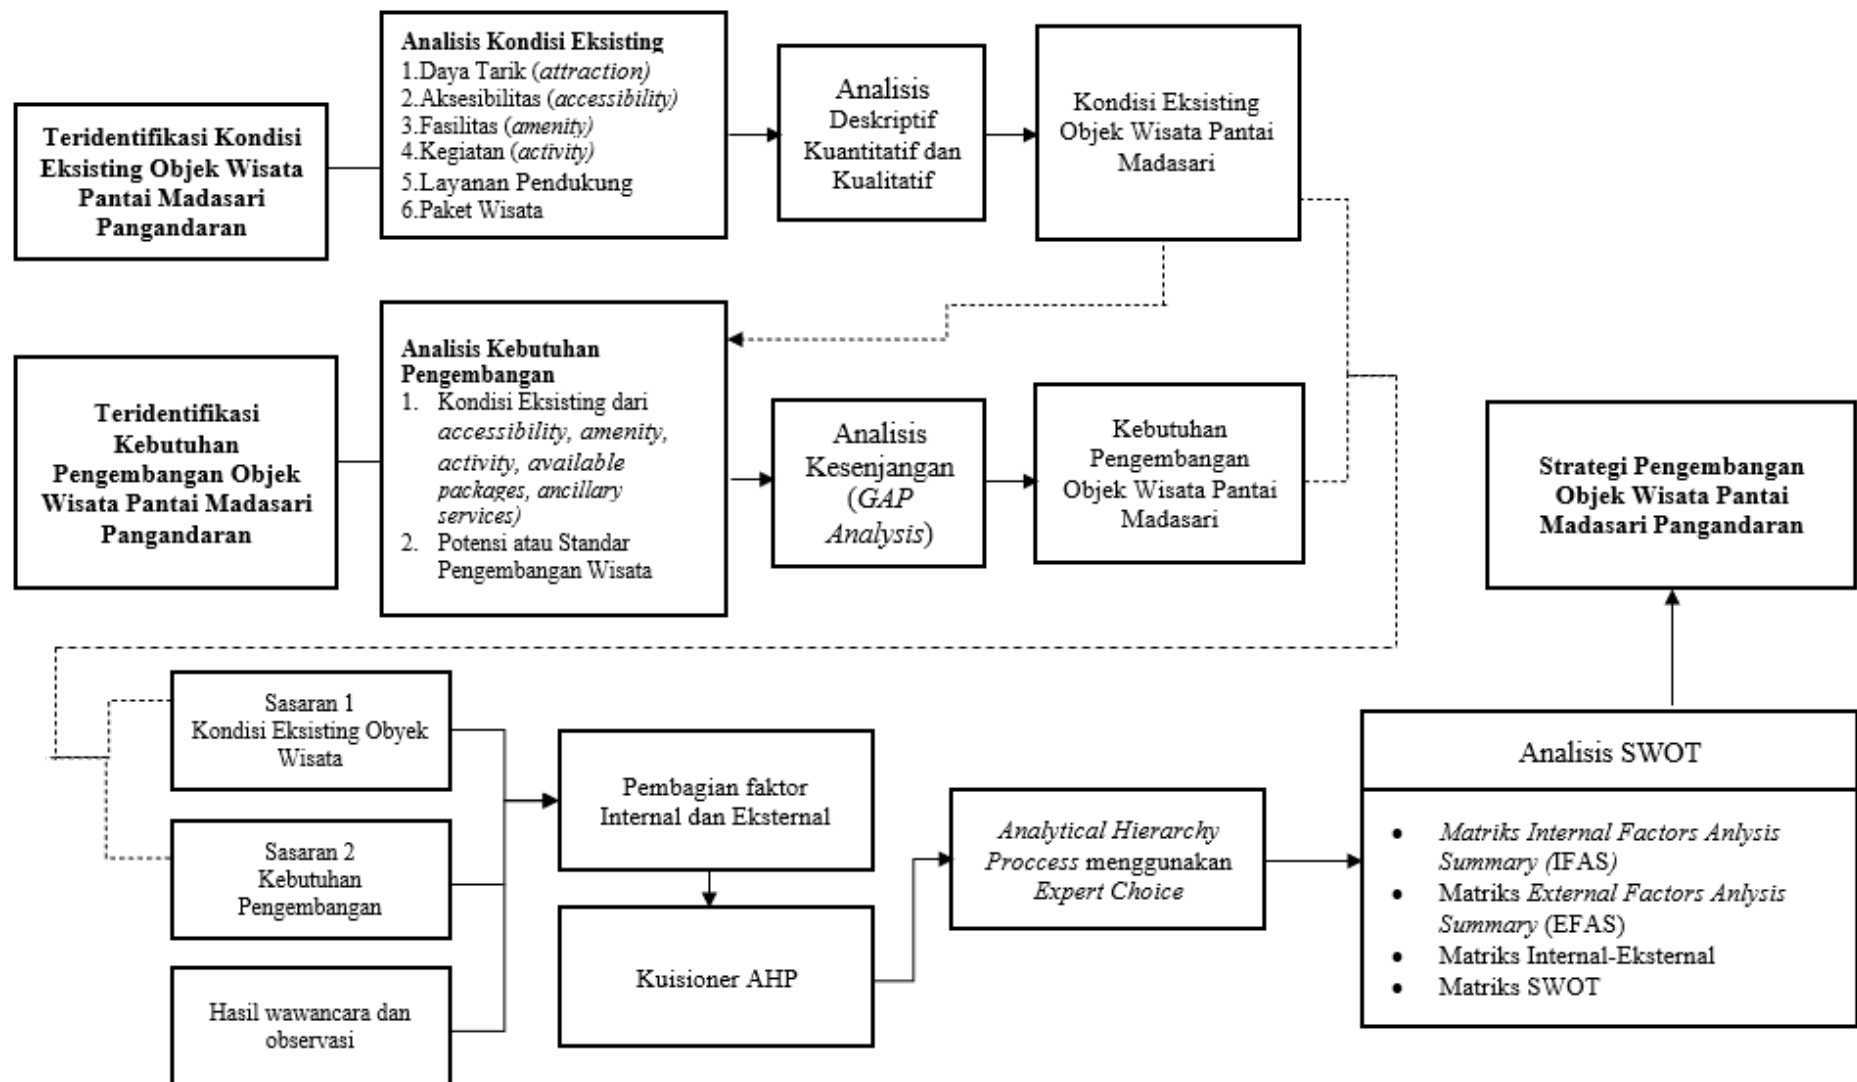 Teridentifikasi Kondisi
Eksisting Objek Wisata
Pantai Madasari
Pangandaran
Analisis Kondisi Eksisting
1.Daya Tarik (attraction)
2.Aksesibilitas (accessibility)
3.Fasilitas (amenity)
4.Kegiatan (activity)
5.Layanan Pendukung
6.Paket Wisata
Analisis
Deskriptif
Kuantitatif dan
Kualitatif
Kondisi Eksisting
Objek Wisata Pantai
Madasari
Teridentifikasi
Kebutuhan
Pengembangan Objek
Wisata Pantai Madasari
Pangandaran
Analisis Kebutuhan
Pengembangan
1. Kondisi Eksisting dari
accessibility, amenity,
activity, available
packages, ancillary
services)
2. Potensi atau Standar
Pengembangan Wisata
Analisis
Kesenjangan
(GAP
Analysis)
Kebutuhan
Pengembangan
Objek Wisata Pantai
Madasari
Strategi Pengembangan
Objek Wisata Pantai
Madasari Pangandaran
Sasaran 1
Kondisi Eksisting Obyek
Wisata
Sasaran 2
Kebutuhan
Pengembangan
Hasil wawancara dan
observasi
Pembagian faktor
Internal dan Eksternal
Kuisioner AHP
Analytical Hierarchy
Proccess menggunakan
Expert Choice
Analisis SWOT
• Matriks Internal Factors Anlysis
Summary (IFAS)
• Matriks External Factors Anlysis
Summary (EFAS)
• Matriks Internal-Eksternal
• Matriks SWOT